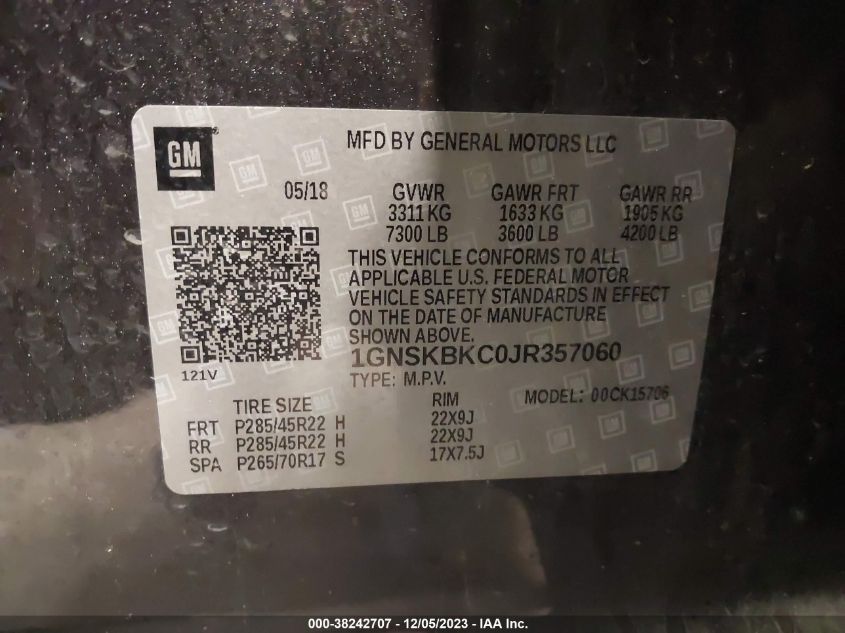 GM
MFD BY GENERAL MOTORS LLC
05/18 GVWR GAWR FRT GAWR RR
3311 KG 1633 KG 1905 KG
7300 LB 3600 LB 4200 LB
THIS VEHICLE CONFORMS TO ALL
APPLICABLE U.S. FEDERAL MOTOR
VEHICLE SAFETY STANDARDS IN EFFECT
ON THE DATE OF MANUFACTURE
SHOWN ABOVE.
1GNSKBKC0JR357060
121V
TYPE: M.P.V.
MODEL: 00CK15706
TIRE SIZE RIM
FRT P285/45R22 H 22X9J
RR P285/45R22 H 22X9J
SPA P265/70R17 S 17X7.5J
000-38242707 - 12/05/2023 - IAA Inc.